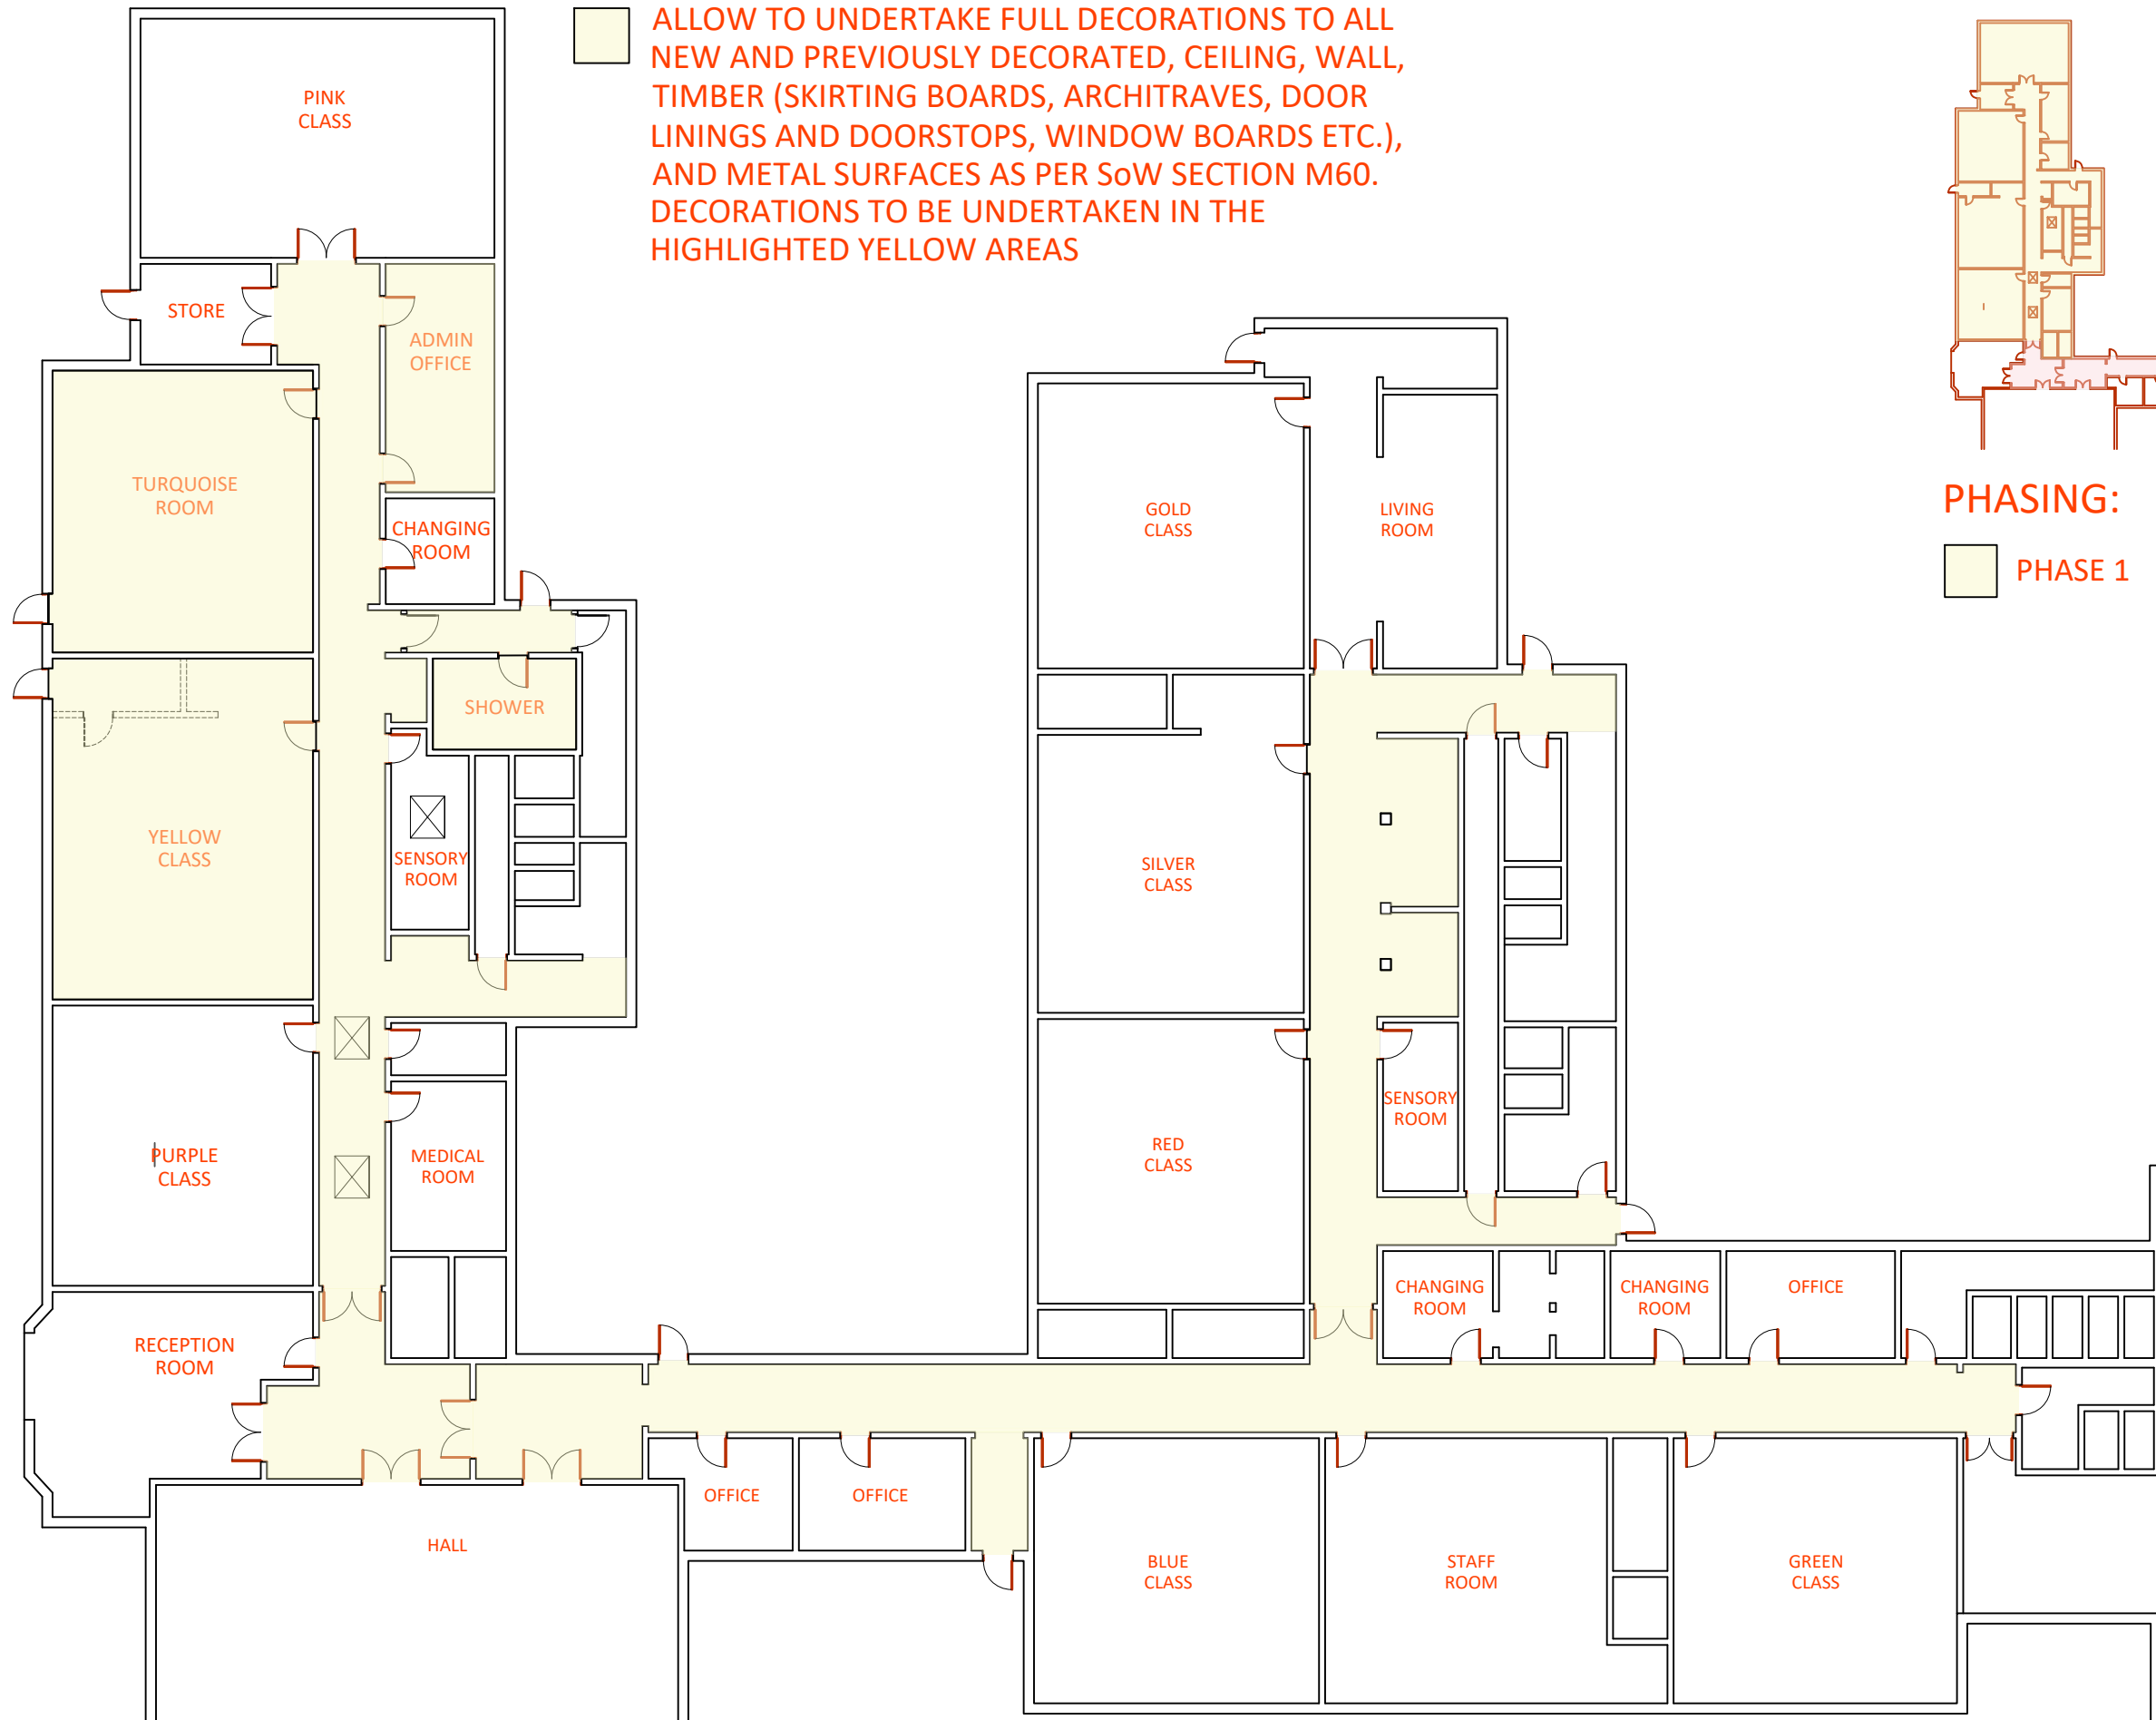 ALLOW TO UNDERTAKE FULL DECORATIONS TO ALL
NEW AND PREVIOUSLY DECORATED, CEILING, WALL,
TIMBER (SKIRTING BOARDS, ARCHITRAVES, DOOR
LININGS AND DOORSTOPS, WINDOW BOARDS ETC.),
AND METAL SURFACES AS PER SoW SECTION M60.
DECORATIONS TO BE UNDERTAKEN IN THE
HIGHLIGHTED YELLOW AREAS
PINK
CLASS
STORE
ADMIN
OFFICE
TURQUOISE
ROOM
CHANGING
ROOM
SHOWER
YELLOW
CLASS
SENSORY
ROOM
PURPLE
CLASS
MEDICAL
ROOM
RECEPTION
ROOM
HALL
OFFICE
OFFICE
GOLD
CLASS
LIVING
ROOM
SILVER
CLASS
RED
CLASS
SENSORY
ROOM
CHANGING
ROOM
CHANGING
ROOM
OFFICE
BLUE
CLASS
STAFF
ROOM
GREEN
CLASS
PHASING:
PHASE 1